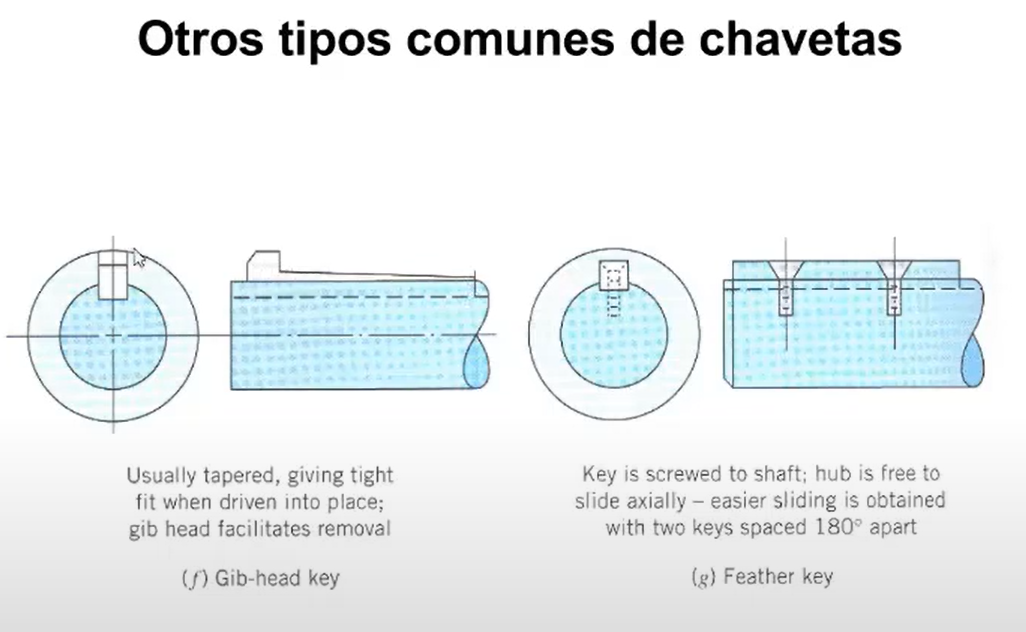 Otros tipos comunes de chavetas
Usually tapered, giving tight
fit when driven into place;
gib head facilitates removal
(f) Gib-head key
Key is screwed to shaft; hub is free to
slide axially – easier sliding is obtained
with two keys spaced 180° apart
(g) Feather key